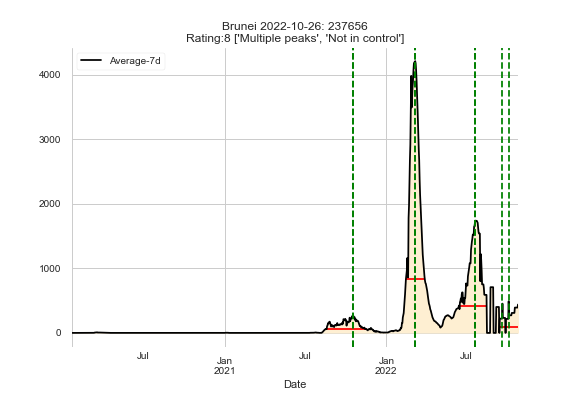 Brunei 2022-10-26: 237656
Rating:8 ['Multiple peaks', 'Not in control']
Average-7d
4000
3000
2000
1000
0
Jul
Jan
2021
Jul
Jan
2022
Jul
Date